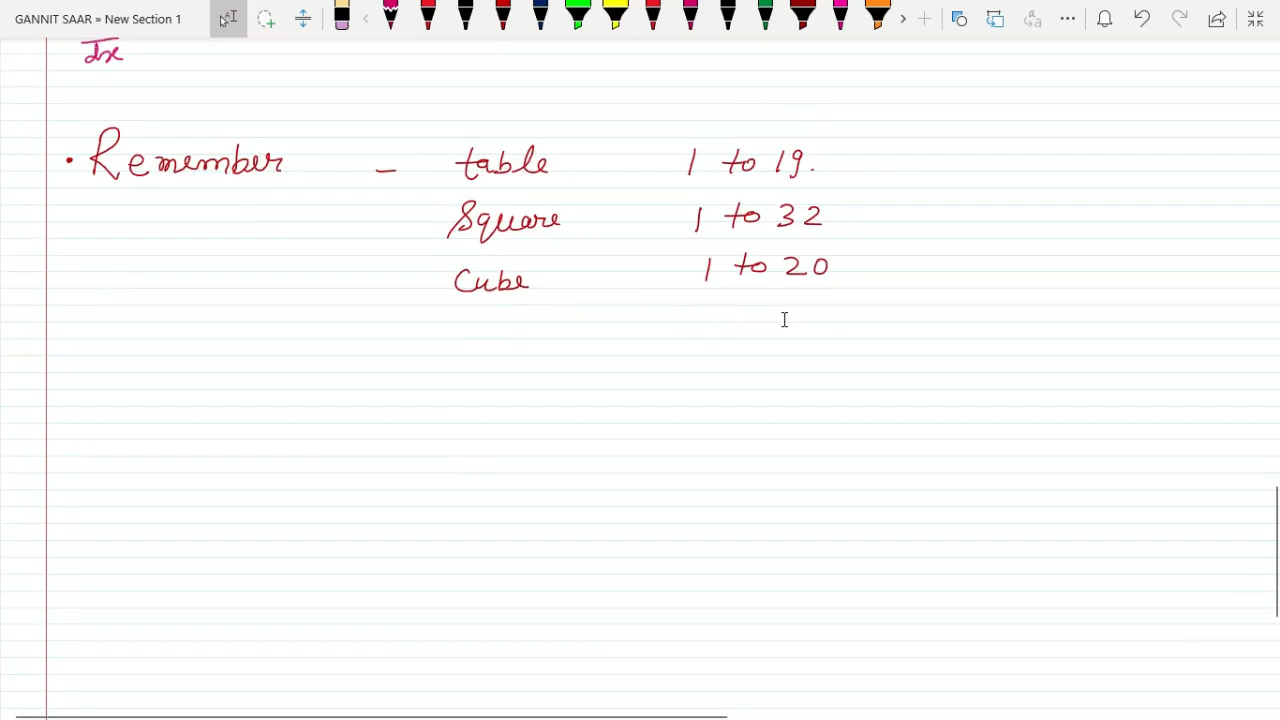 GANNIT SAAR » New Section 1
• Remember – table 1 to 19.
Square 1 to 32
Cube 1 to 20